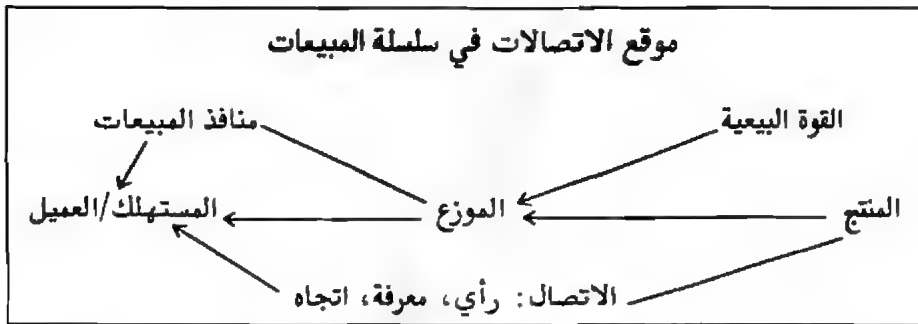 موقع الاتصالات في سلسلة المبيعات
القوة البيعية
منافذ المبيعات
المنتج
الموزع
المستهلك/العميل
الاتصال: رأي، معرفة، اتجاه